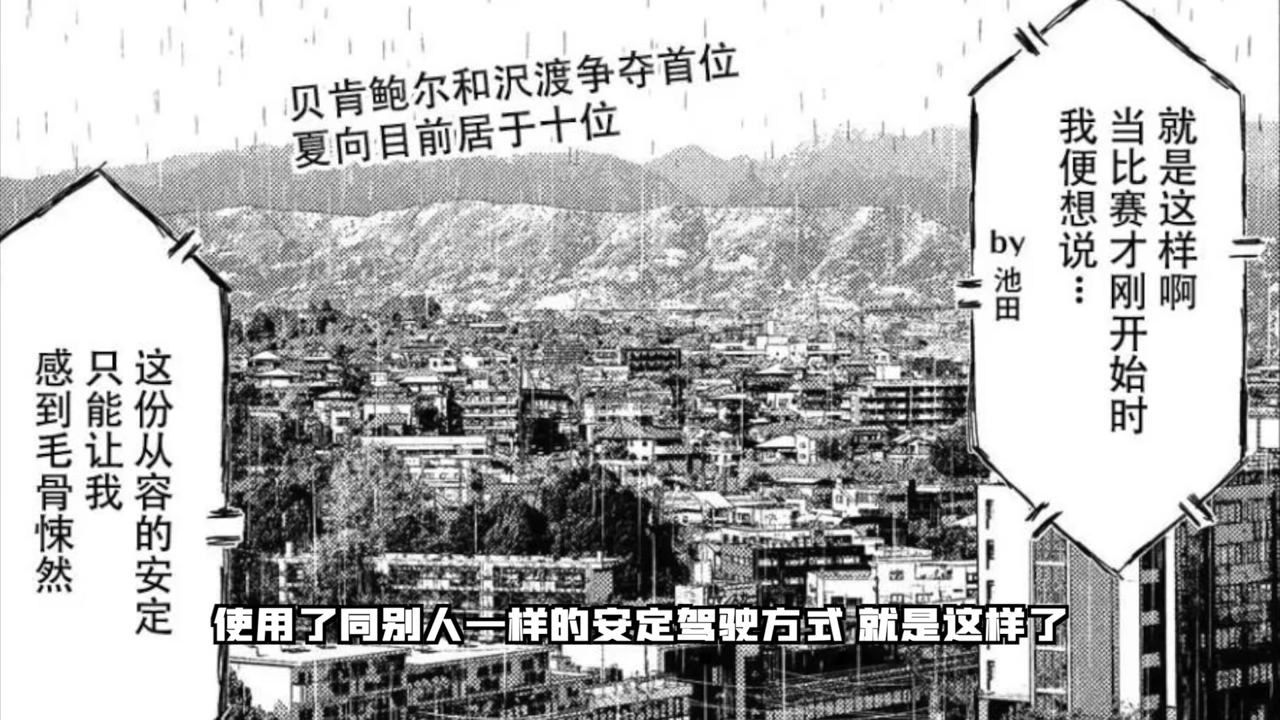 贝肯鲍尔和沢渡争夺首位
夏向目前居于十位
就是这样啊
当比赛才刚开始时
我便想说…
by池田
这份从容的安定
只能让我
感到毛骨悚然
使用了同别人一样的安定驾驶方式 就是这样了